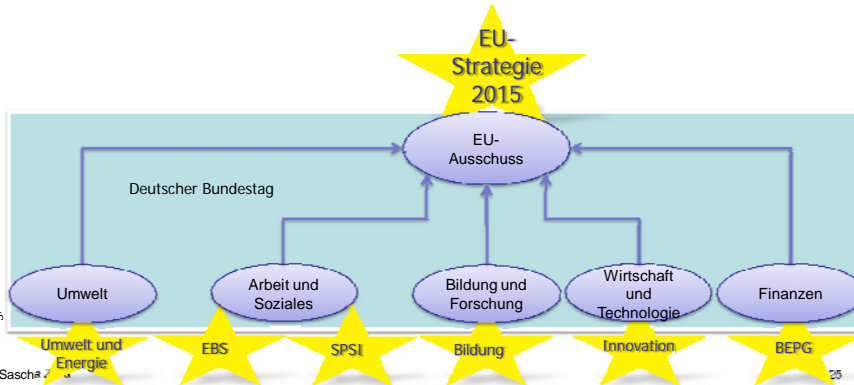 EU-
Strategie
2015
EU-
Ausschuss
Deutscher Bundestag
Umwelt
Arbeit und
Soziales
Bildung und
Forschung
Wirtschaft
und
Technologie
Finanzen
Umwelt und
Energie
EBS
SPSI
Bildung
Innovation
BEPG
Sascha
25